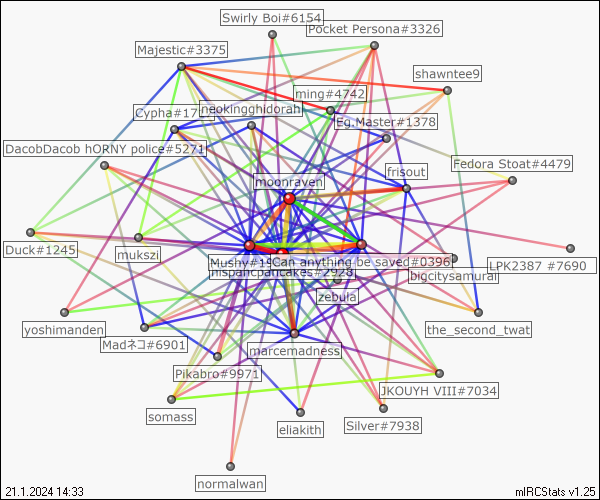 Swirly Boi#6154
Pocket Persona#3326
Majestic#3375
shawntee9
ming#4742
Cypha#17
neokingghidorah
Eg.Master#1378
DacobDacob hORNY police#5271
Fedora Stoat#4479
frisout
moonraven
Duck#1245
mukszi
Mushy#19
Can anything be saved#0396
LPK2387 #7690
nispancpancakes#2928
bigcitysamurai
zebula
yoshimanden
the_second_twat
Madネコ#6901
marcemadness
Pikabro#9971
JKOUYH VIII#7034
somass
Silver#7938
eliakith
normalwan
21.1.2024 14:33
mIRCStats v1.25